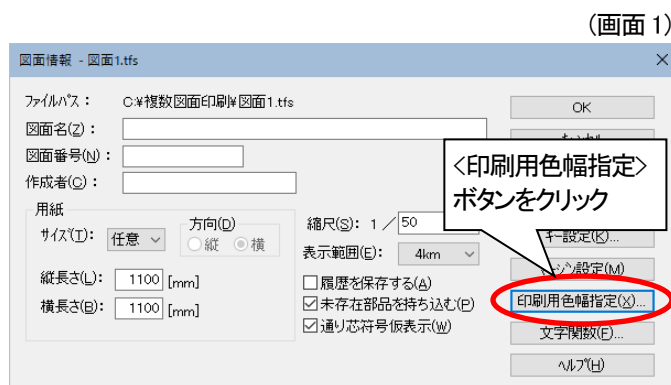 (画面 1)
図面情報 - 図面1.tfs
ファイルパス: C:¥複数図面印刷¥図面1.tfs
OK
図面名(Z):
図面番号(N):
作成者(C):
<印刷用色幅指定>
ボタンをクリック
用紙
サイズ(T): 任意
方向(D)
縦 横
縮尺(S): 1/50
表示範囲(E): 4km
キー設定(K)...
縦長さ(L): 1100 [mm]
横長さ(B): 1100 [mm]
履歴を保存する(A)
未存在部品を持ち込む(P)
通り芯符号仮表示(W)
設定(M)
印刷用色幅指定(X)...
文字関数(F)...
ヘルプ(H)